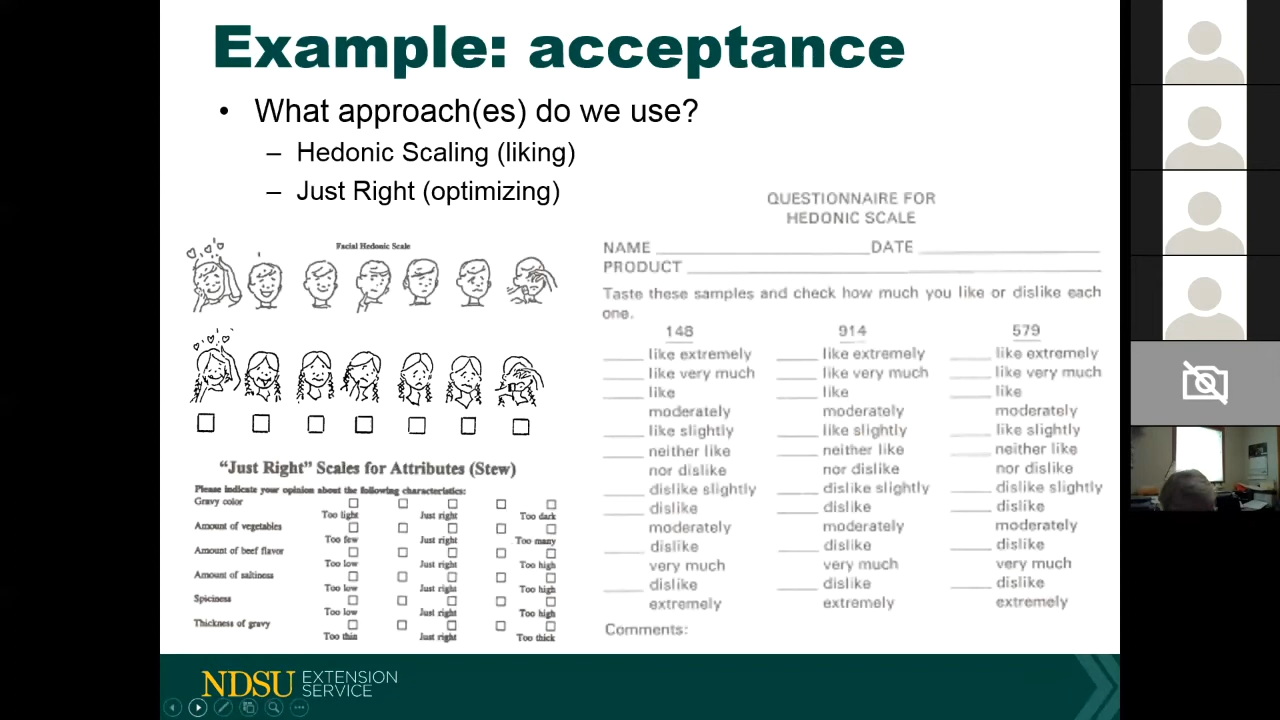 Example: acceptance
• What approach(es) do we use?
– Hedonic Scaling (liking)
– Just Right (optimizing)
Facial Hedonic Scale
"Just Right" Scales for Attributes (Stew)
Please indicate your opinion about the following characteristics:
Gravy color
Too light Just right Too dark
Amount of vegetables
Too few Just right Too many
Amount of beef flavor
Too low Just right Too high
Amount of saltiness
Too low Just right Too high
Spiciness
Too low Just right Too high
Thickness of gravy
Too thin Just right Too thick
QUESTIONNAIRE FOR
HEDONIC SCALE
NAME DATE
PRODUCT
Taste these samples and check how much you like or dislike each
one.
148 914 579
like extremely like extremely like extremely
like very much like very much like very much
like like like
moderately moderately moderately
like slightly like slightly like slightly
neither like neither like neither like
nor dislike nor dislike nor dislike
dislike slightly dislike slightly dislike slightly
dislike dislike dislike
moderately moderately moderately
dislike dislike dislike
very much very much very much
dislike dislike dislike
extremely extremely extremely
Comments:
NDSU EXTENSION
SERVICE